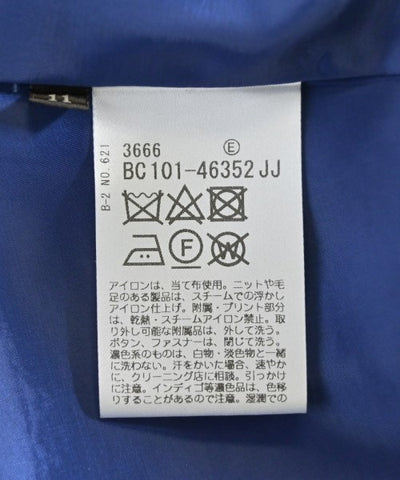 11
B-2 NO.621
3666 Ⓔ
BC101-46352JJ
F W
アイロンは、当て布使用。ニットや毛
足のある製品は、スチームでの浮かし
アイロン仕上げ。附属・プリント部分
は、乾熱・スチームアイロン禁止。取
り外し可能な附属品は、外して洗う。
ボタン、ファスナーは、閉じて洗う。
濃色系のものは、白物・淡色物と一緒
に洗わない。汗をかいた場合、速やか
に、クリーニング店に相談。引っかけ
に注意。インディゴ等濃色品は、色移
りするので注意。湿潤での